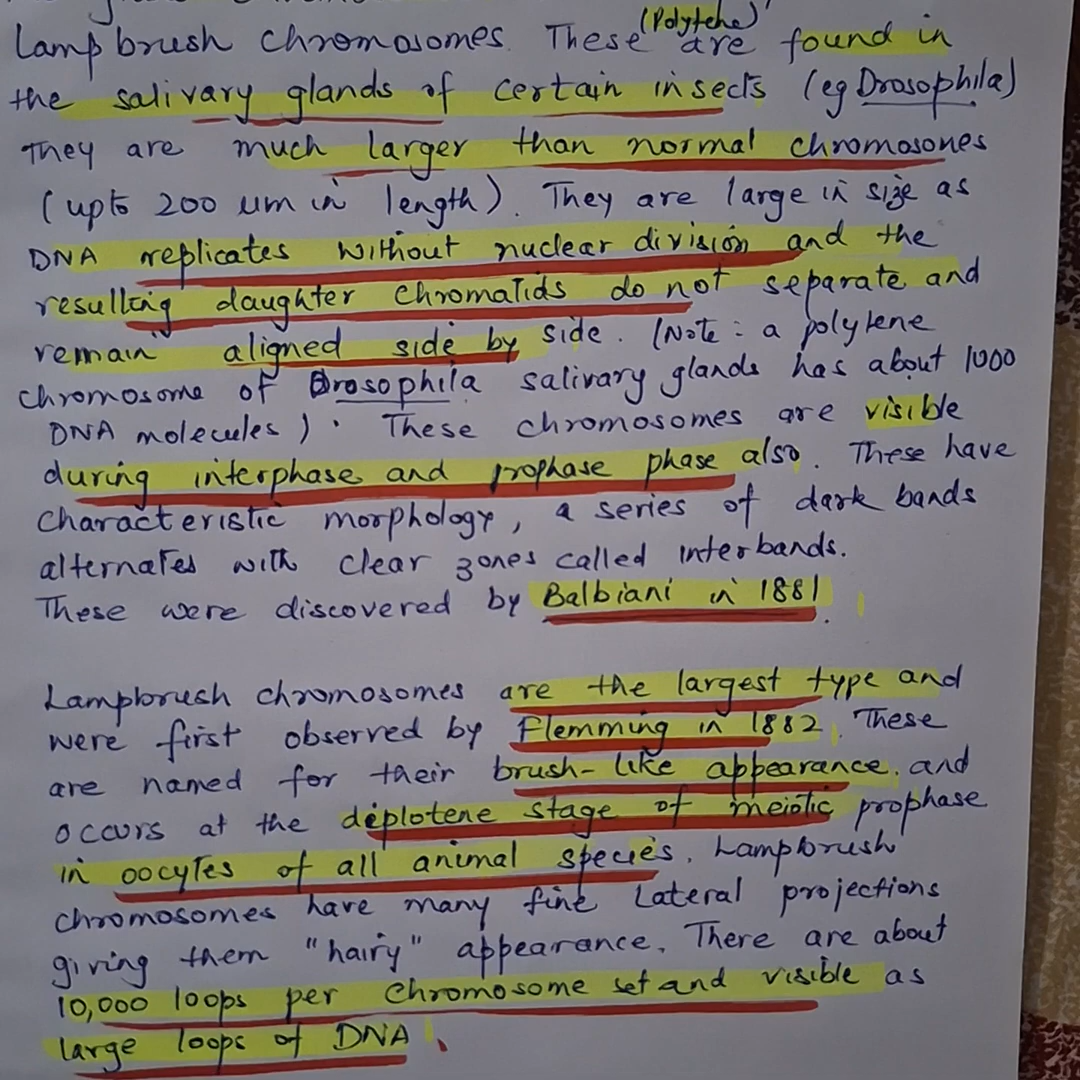 Lampbrush chromosomes. These (Polytene) are found in
the salivary glands of certain insects (eg Drosophila)
They are much larger than normal chromosones
(upto 200 um in length). They are large in size as
DNA replicates without nuclear division and the
resulting daughter chromatids do not separate and
remain aligned side by side. (Note: a polytene
chromosome of Drosophila salivary glands has about 1000
DNA molecules). These chromosomes are visible
during interphase and prophase phase also. These have
characteristic morphology, a series of dark bands
alternates with clear zones called interbands.
These were discovered by Balbiani in 1881.
Lampbrush chromosomes are the largest type and
were first observed by Flemming in 1882. These
are named for their brush-like appearance. and
occurs at the deplotene stage of meiotic prophase
in oocytes of all animal species. Lampbrush
chromosomes have many fine Lateral projections
giving them "hairy" appearance. There are about
10,000 loops per chromosome set and visible as
large loops of DNA.